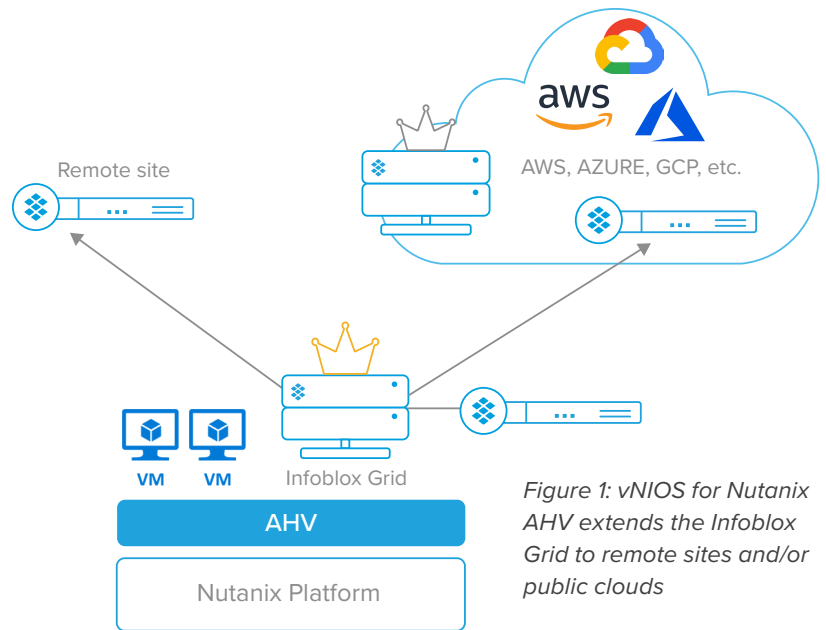 aws
Remote site
AWS, AZURE, GCP, etc.
VM
VM
Infoblox Grid
AHV
Nutanix Platform
Figure 1: vNIOS for Nutanix
AHV extends the Infoblox
Grid to remote sites and/or
public clouds